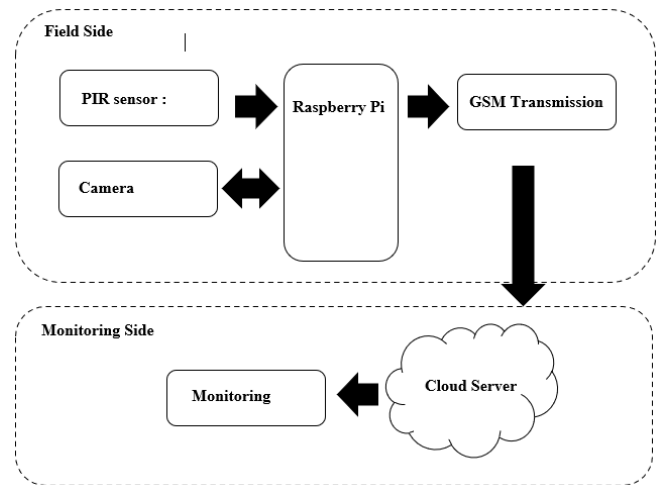 Field Side
PIR sensor :
Raspberry Pi
GSM Transmission
Camera
Monitoring Side
Cloud Server
Monitoring